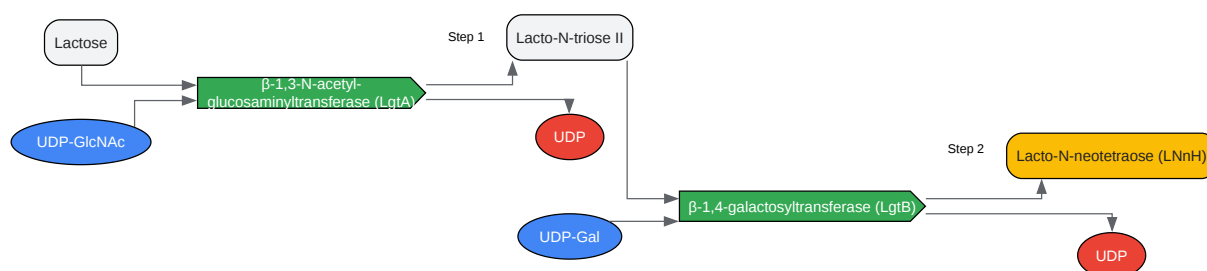 Lactose
Step 1
Lacto-N-triose II
β-1,3-N-acetyl-
glucosaminyltransferase (LgtA)
UDP-GlcNAc
UDP
Step 2
Lacto-N-neotetraose (LNnH)
β-1,4-galactosyltransferase (LgtB)
UDP-Gal
UDP